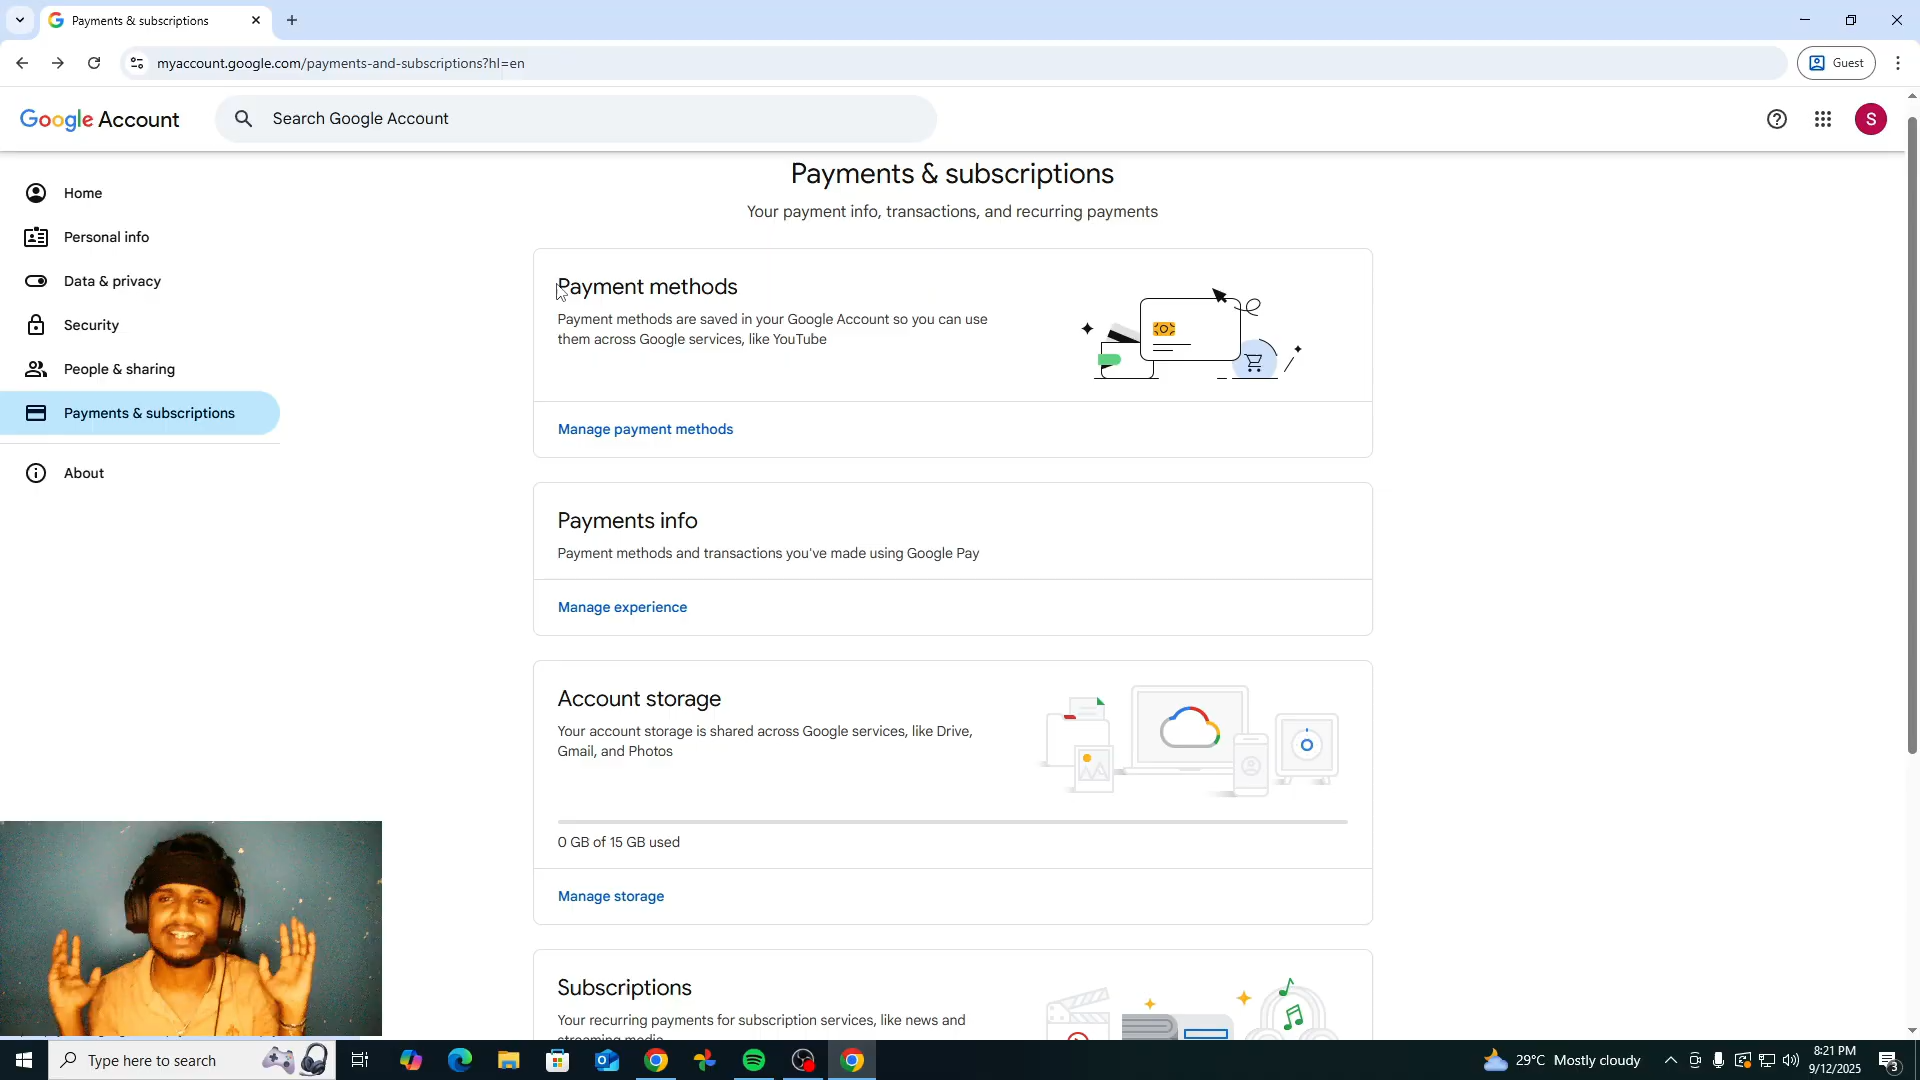 Payments & subscriptions
myaccount.google.com/payments-and-subscriptions?hl=en
Guest
Google Account
Search Google Account
S
Home
Personal info
Data & privacy
Security
People & sharing
Payments & subscriptions
About
Payments & subscriptions
Your payment info, transactions, and recurring payments
Payment methods
Payment methods are saved in your Google Account so you can use
them across Google services, like YouTube
Manage payment methods
Payments info
Payment methods and transactions you've made using Google Pay
Manage experience
Account storage
Your account storage is shared across Google services, like Drive,
Gmail, and Photos
0 GB of 15 GB used
Manage storage
Subscriptions
Your recurring payments for subscription services, like news and
streaming media
Type here to search
29°C Mostly cloudy
8:21 PM
9/12/2025
3